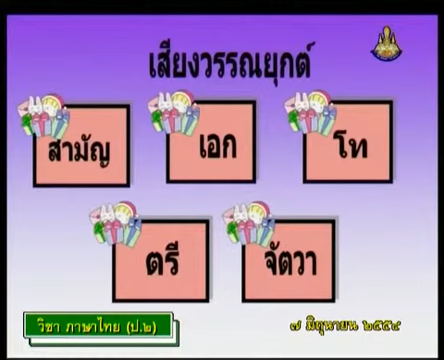 เสียงวรรณยุกต์
สามัญ
เอก
โท
ตรี
จัตวา
วิชา ภาษาไทย (ป.๒)
๗ มิถุนายน ๒๕๕๔